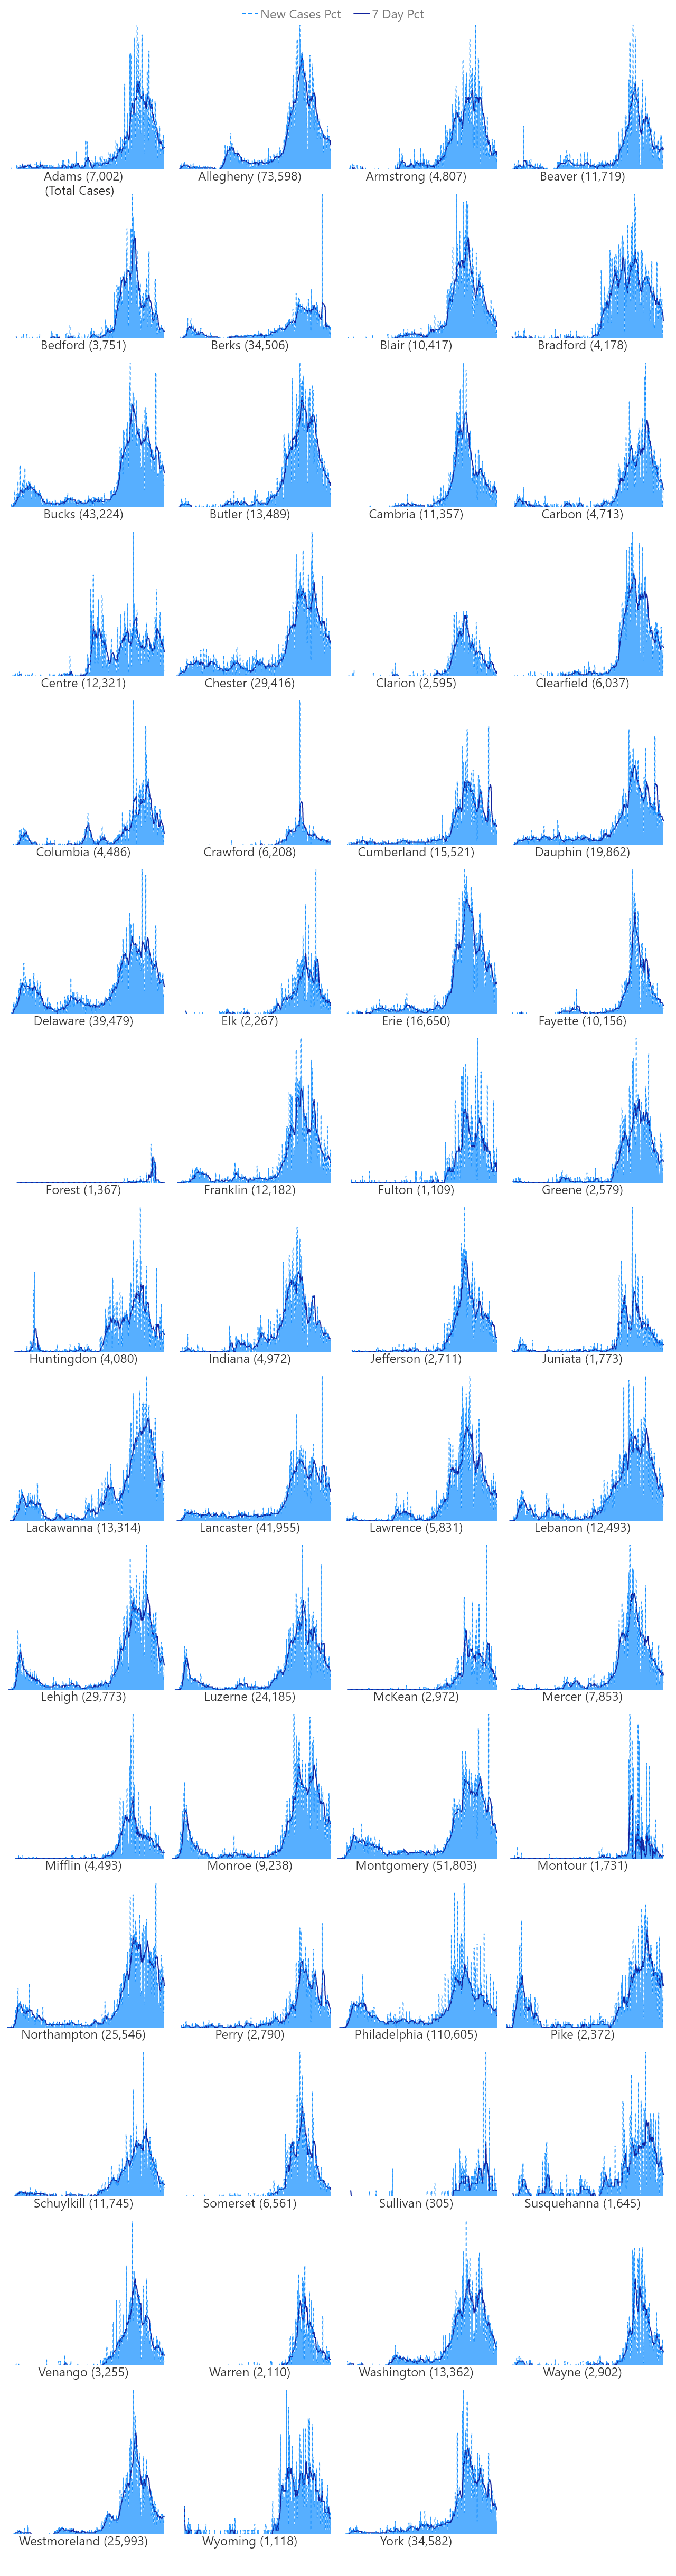 New Cases Pct 7 Day Pct
Adams (7,002) Allegheny (73,598) Armstrong (4,807) Beaver (11,719)
(Total Cases)
Bedford (3,751) Berks (34,506) Blair (10,417) Bradford (4,178)
Bucks (43,224) Butler (13,489) Cambria (11,357) Carbon (4,713)
Centre (12,321) Chester (29,416) Clarion (2,595) Clearfield (6,037)
Columbia (4,486) Crawford (6,208) Cumberland (15,521) Dauphin (19,862)
Delaware (39,479) Elk (2,267) Erie (16,650) Fayette (10,156)
Forest (1,367) Franklin (12,182) Fulton (1,109) Greene (2,579)
Huntingdon (4,080) Indiana (4,972) Jefferson (2,711) Juniata (1,773)
Lackawanna (13,314) Lancaster (41,955) Lawrence (5,831) Lebanon (12,493)
Lehigh (29,773) Luzerne (24,185) McKean (2,972) Mercer (7,853)
Mifflin (4,493) Monroe (9,238) Montgomery (51,803) Montour (1,731)
Northampton (25,546) Perry (2,790) Philadelphia (110,605) Pike (2,372)
Schuylkill (11,745) Somerset (6,561) Sullivan (305) Susquehanna (1,645)
Venango (3,255) Warren (2,110) Washington (13,362) Wayne (2,902)
Westmoreland (25,993) Wyoming (1,118) York (34,582)